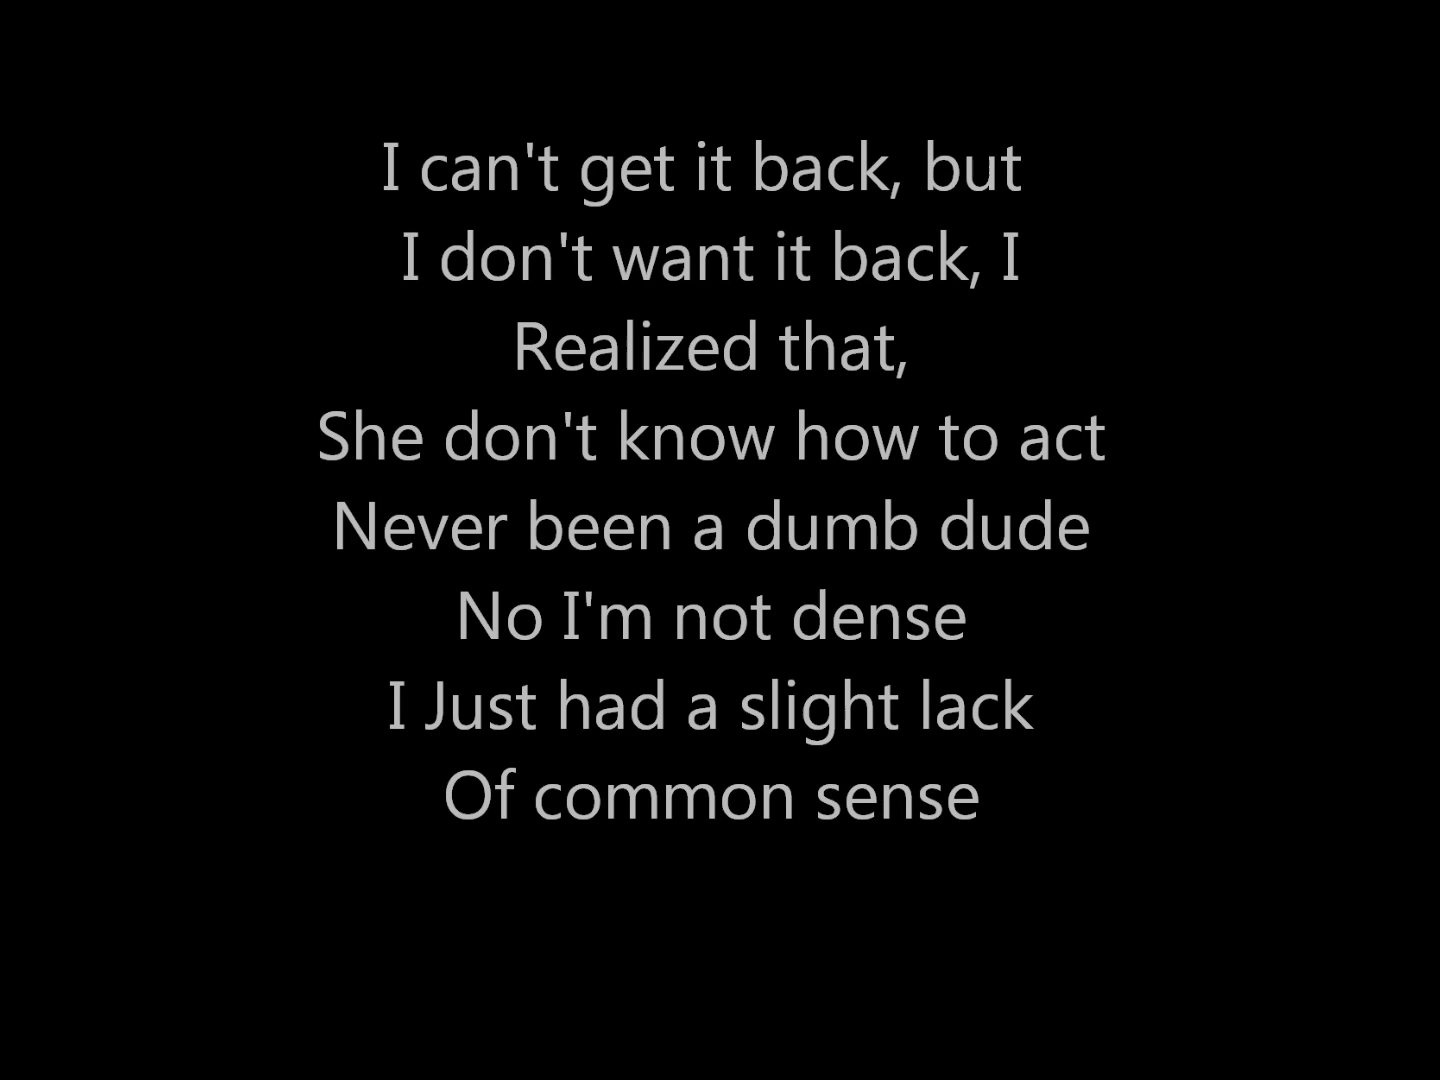 I can't get it back, but
I don't want it back, I
Realized that,
She don't know how to act
Never been a dumb dude
No I'm not dense
I Just had a slight lack
Of common sense